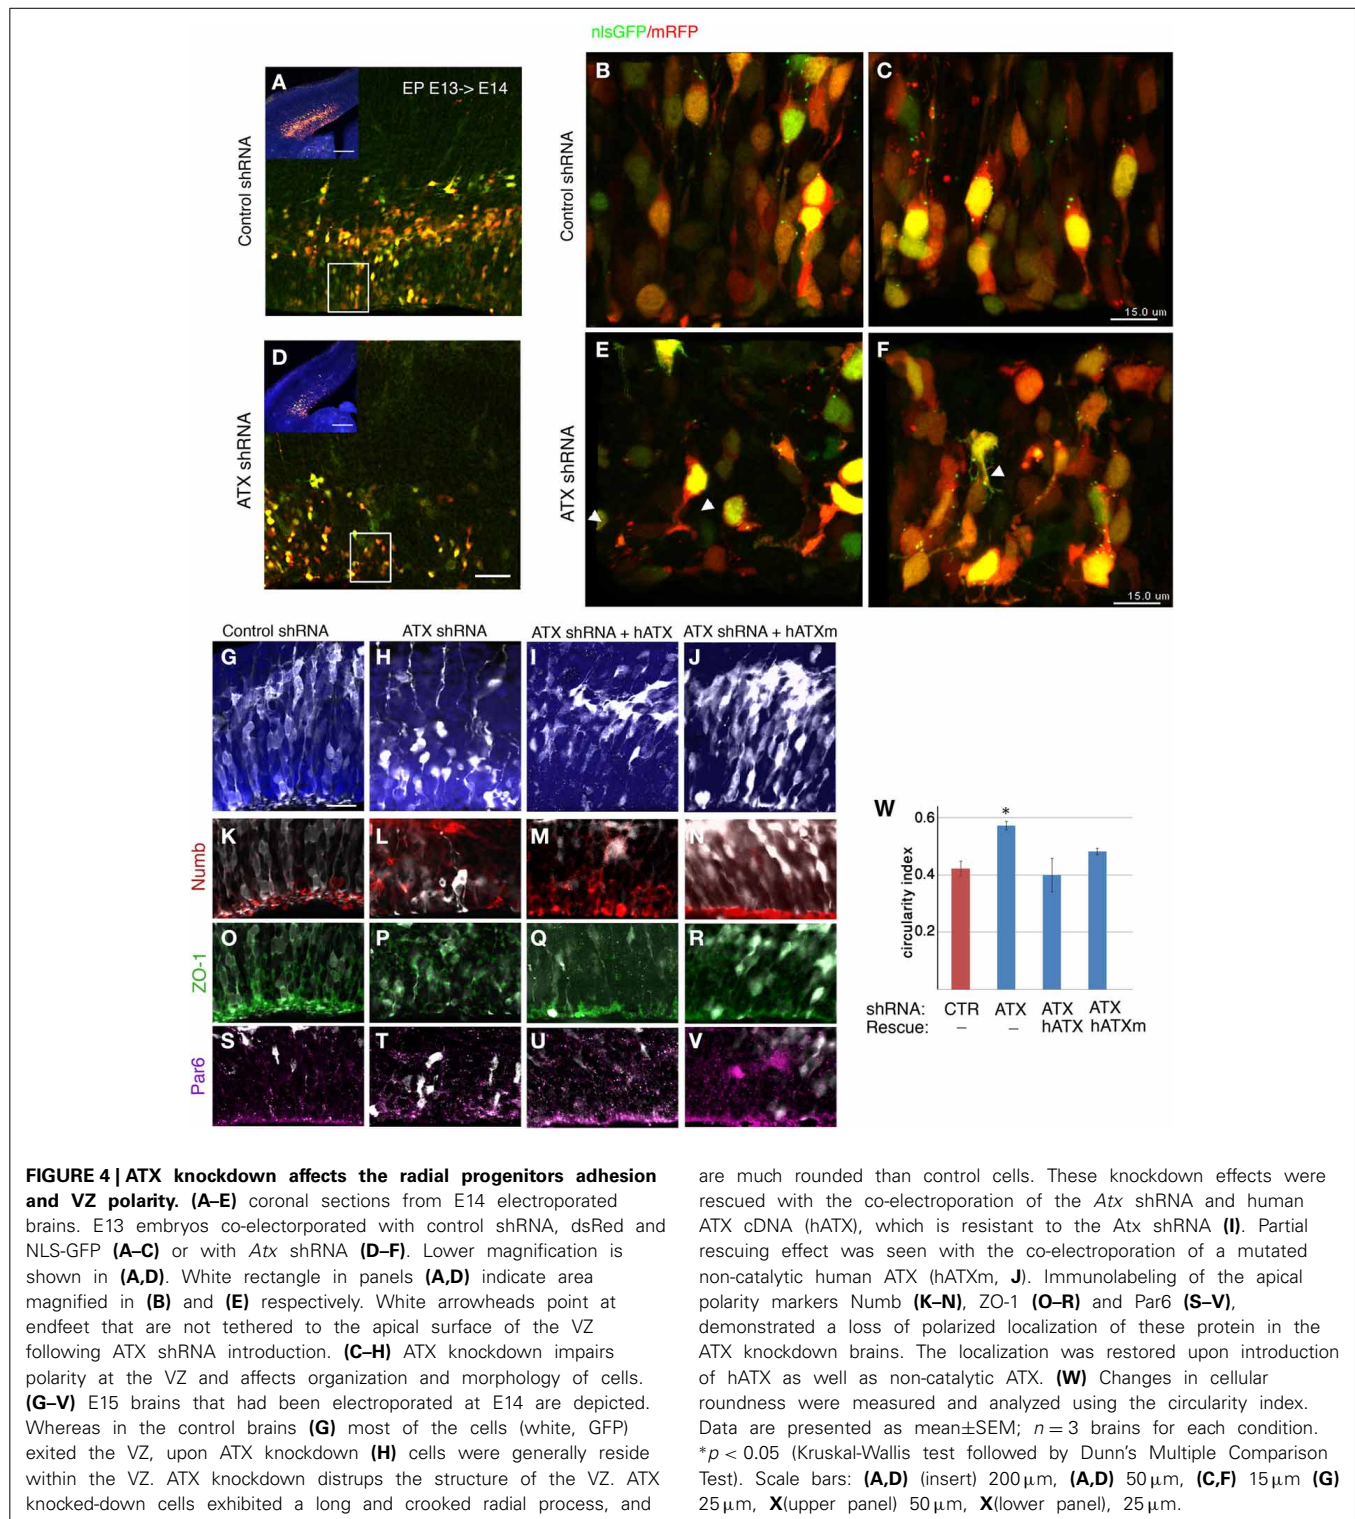 nlsGFP/mRFP
A
EP E13-> E14
B
C
Control shRNA
Control shRNA
15.0 um
D
E
F
ATX shRNA
ATX shRNA
15.0 um
Control shRNA
ATX shRNA
ATX shRNA + hATX
ATX shRNA + hATXm
G
H
I
J
K
L
M
N
Numb
O
P
Q
R
ZO-1
S
T
U
V
Par6
W
circularity index
0.6
0.4
0.2
*
shRNA: CTR ATX ATX ATX
Rescue: – – hATX hATXm
FIGURE 4 | ATX knockdown affects the radial progenitors adhesion
and VZ polarity. (A–E) coronal sections from E14 electroporated
brains. E13 embryos co-electorporated with control shRNA, dsRed and
NLS-GFP (A–C) or with Atx shRNA (D–F). Lower magnification is
shown in (A,D). White rectangle in panels (A,D) indicate area
magnified in (B) and (E) respectively. White arrowheads point at
endfeet that are not tethered to the apical surface of the VZ
following ATX shRNA introduction. (C–H) ATX knockdown impairs
polarity at the VZ and affects organization and morphology of cells.
(G–V) E15 brains that had been electroporated at E14 are depicted.
Whereas in the control brains (G) most of the cells (white, GFP)
exited the VZ, upon ATX knockdown (H) cells were generally reside
within the VZ. ATX knockdown distrups the structure of the VZ. ATX
knocked-down cells exhibited a long and crooked radial process, and
are much rounded than control cells. These knockdown effects were
rescued with the co-electroporation of the Atx shRNA and human
ATX cDNA (hATX), which is resistant to the Atx shRNA (I). Partial
rescuing effect was seen with the co-electroporation of a mutated
non-catalytic human ATX (hATXm, J). Immunolabeling of the apical
polarity markers Numb (K–N), ZO-1 (O–R) and Par6 (S–V),
demonstrated a loss of polarized localization of these protein in the
ATX knockdown brains. The localization was restored upon introduction
of hATX as well as non-catalytic ATX. (W) Changes in cellular
roundness were measured and analyzed using the circularity index.
Data are presented as mean±SEM; n = 3 brains for each condition.
*p < 0.05 (Kruskal-Wallis test followed by Dunn's Multiple Comparison
Test). Scale bars: (A,D) (insert) 200 μm, (A,D) 50 μm, (C,F) 15 μm (G)
25 μm, X(upper panel) 50 μm, X(lower panel), 25 μm.